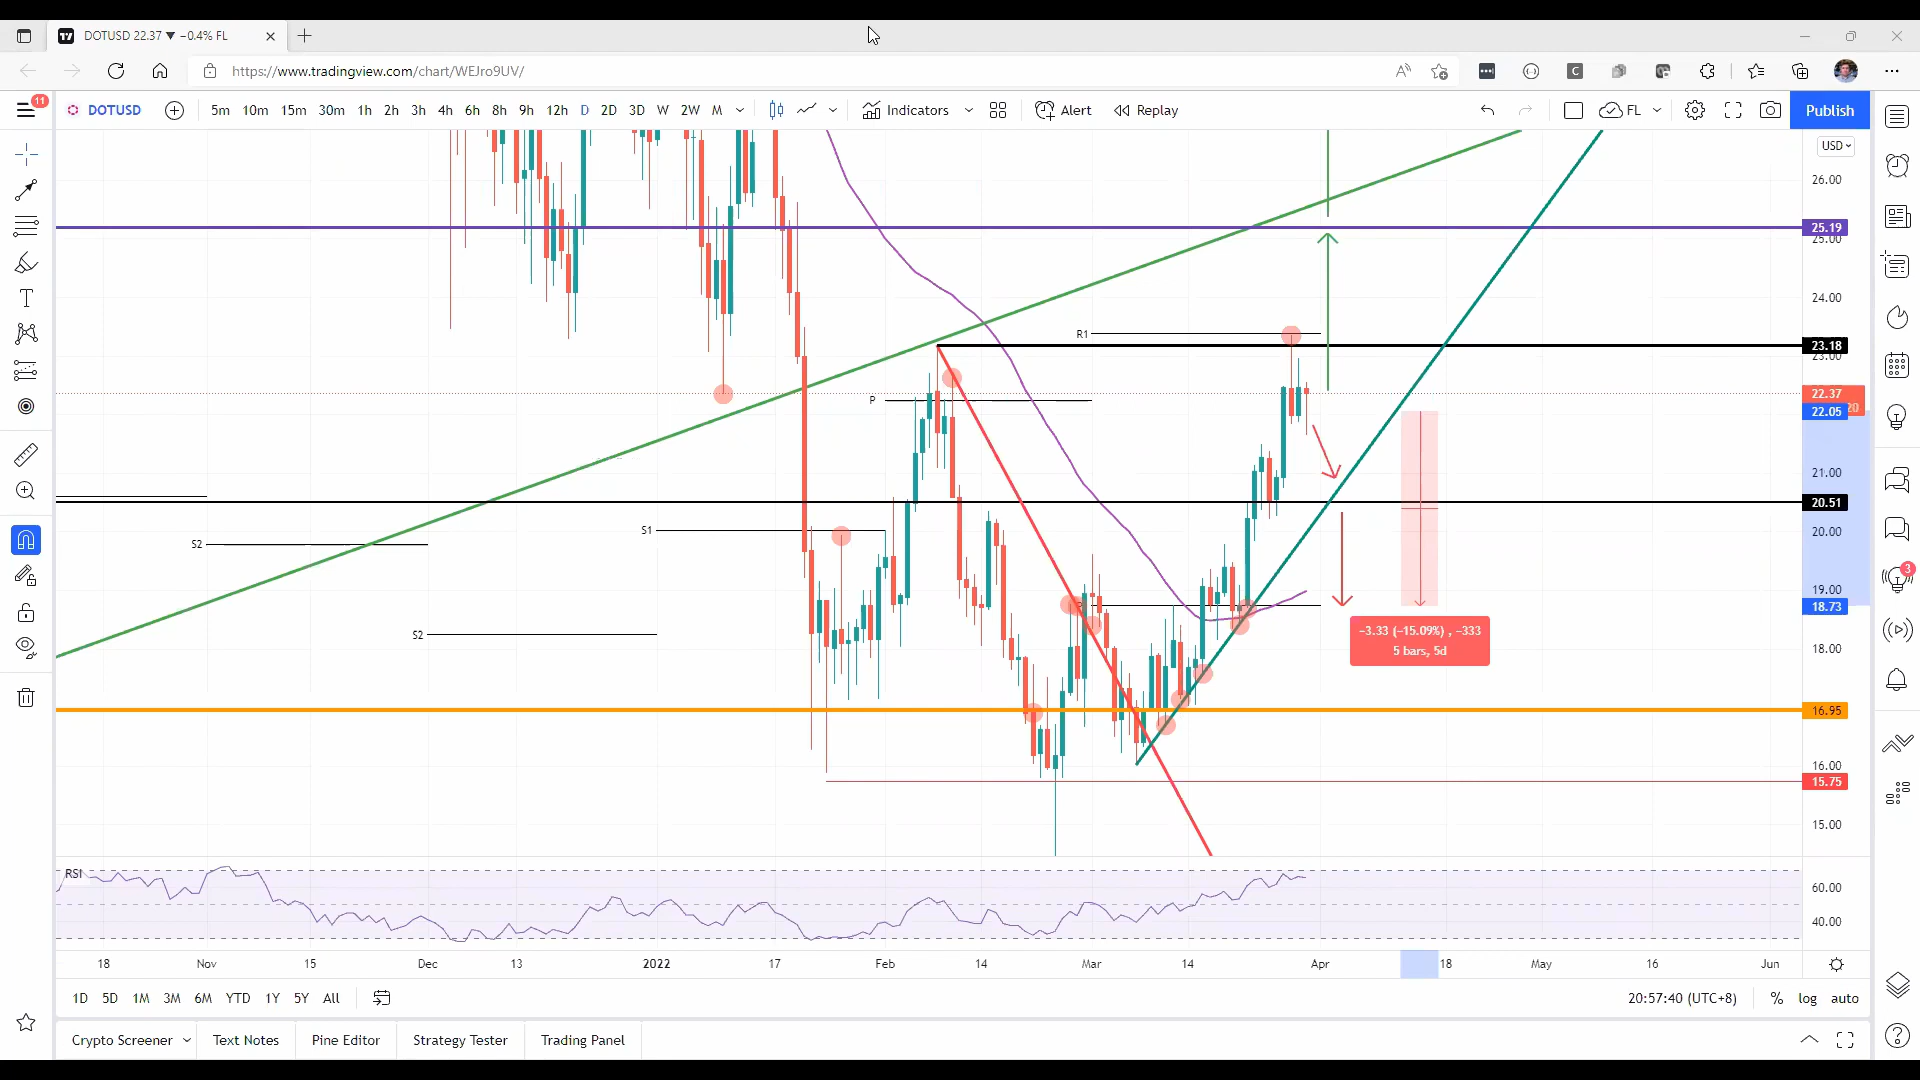 DOTUSD 22.37 ▼ −0.4% FL
https://www.tradingview.com/chart/WEJro9UV/
11
DOTUSD 5m 10m 15m 30m 1h 2h 3h 4h 6h 8h 9h 12h D 2D 3D W 2W M Indicators Alert Replay FL Publish
USD
26.00
25.19
25.00
24.00
R1
23.18
23.00
P
22.37
22.05
21.00
20.51
S1
20.00
S2
19.00
18.73
S2
−3.33 (−15.09%) , −333
5 bars, 5d
18.00
16.95
16.00
15.75
15.00
3
RSI
60.00
40.00
18 Nov 15 Dec 13 2022 17 Feb 14 Mar 14 Apr 18 May 16 Jun
1D 5D 1M 3M 6M YTD 1Y 5Y All 20:57:40 (UTC+8) % log auto
Crypto Screener Text Notes Pine Editor Strategy Tester Trading Panel